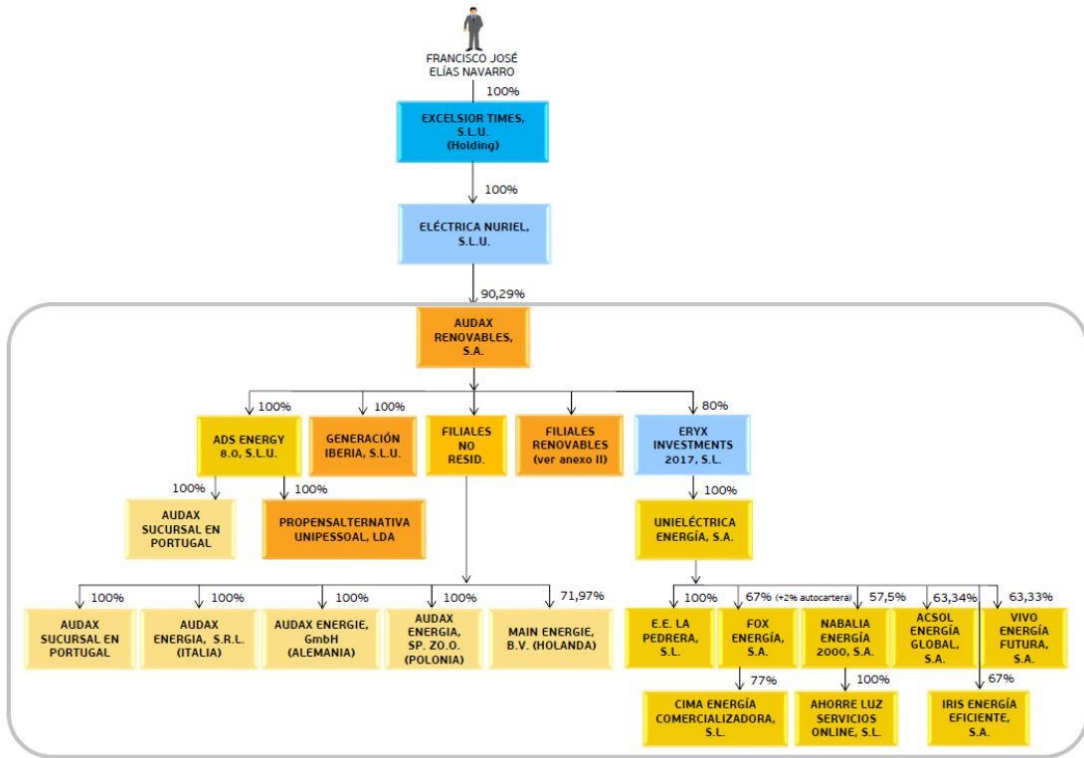 FRANCISCO JOSÉ
ELÍAS NAVARRO
100%
EXCELSIOR TIMES,
S.L.U.
(Holding)
100%
ELÉCTRICA NURIEL,
S.L.U.
90,29%
AUDAX
RENOVABLES,
S.A.
100%
100%
80%
ADS ENERGY
8.0, S.L.U.
GENERACIÓN
IBERIA, S.L.U.
FILIALES
NO
RESID.
FILIALES
RENOVABLES
(ver anexo II)
ERYX
INVESTMENTS
2017, S.L.
100%
100%
100%
AUDAX
SUCURSAL EN
PORTUGAL
PROPENSALTERNATIVA
UNIPESSOAL, LDA
UNIELÉCTRICA
ENERGÍA, S.A.
100%
100%
100%
100%
71,97%
100%
67% (+2% autocartera)
57,5%
63,34%
63,33%
AUDAX
SUCURSAL EN
PORTUGAL
AUDAX
ENERGIA, S.R.L.
(ITALIA)
AUDAX ENERGIE,
GmbH
(ALEMANIA)
AUDAX
ENERGIA,
SP. ZO.O.
(POLONIA)
MAIN ENERGIE,
B.V. (HOLANDA)
E.E. LA
PEDRERA,
S.L.
FOX
ENERGÍA,
S.A.
NABALIA
ENERGÍA
2000, S.A.
ACSOL
ENERGÍA
GLOBAL,
S.A.
VIVO
ENERGÍA
FUTURA,
S.A.
77%
100%
67%
CIMA ENERGÍA
COMERCIALIZADORA,
S.L.
AHORRE LUZ
SERVICIOS
ONLINE, S.L.
IRIS ENERGÍA
EFICIENTE,
S.A.